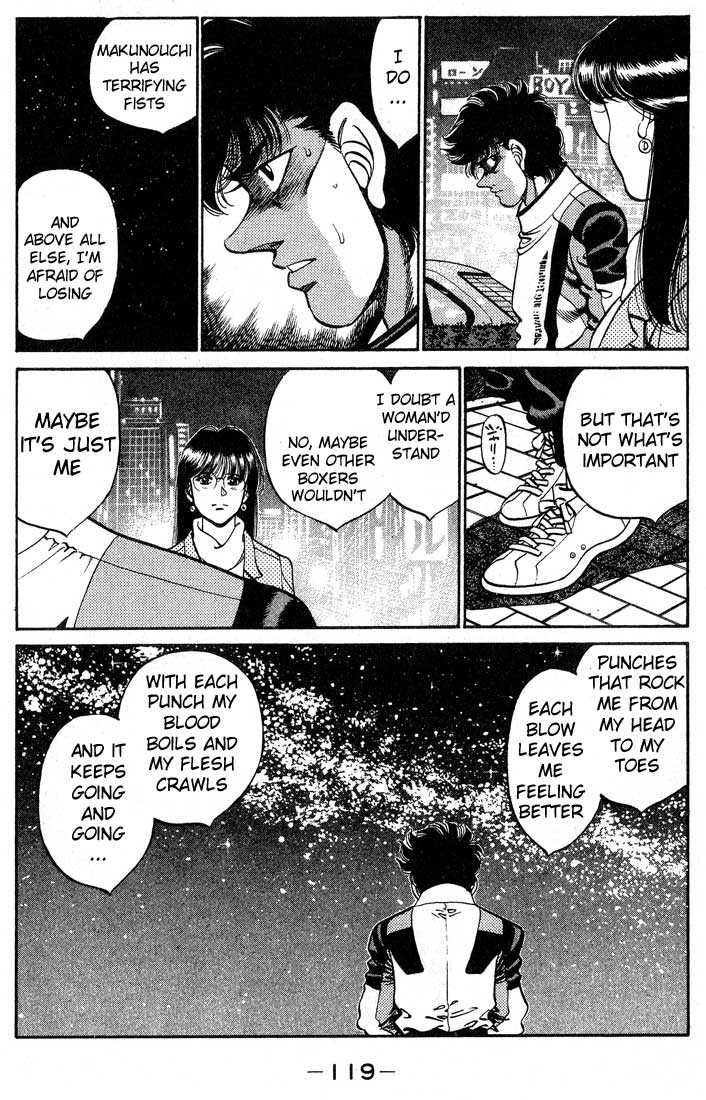 I
DO
...
MAKUNOUCHI
HAS
TERRIFYING
FISTS
AND
ABOVE ALL
ELSE, I'M
AFRAID OF
LOSING
BOY
BUT THAT'S
NOT WHAT'S
IMPORTANT
I DOUBT A
WOMAN'D
UNDER-
STAND
NO, MAYBE
EVEN OTHER
BOXERS
WOULDN'T
MAYBE
IT'S JUST
ME
PUNCHES
THAT ROCK
ME FROM
MY HEAD
TO MY
TOES
EACH
BLOW
LEAVES
ME
FEELING
BETTER
WITH EACH
PUNCH MY
BLOOD
BOILS AND
MY FLESH
CRAWLS
AND IT
KEEPS
GOING
AND
GOING
...
-119-